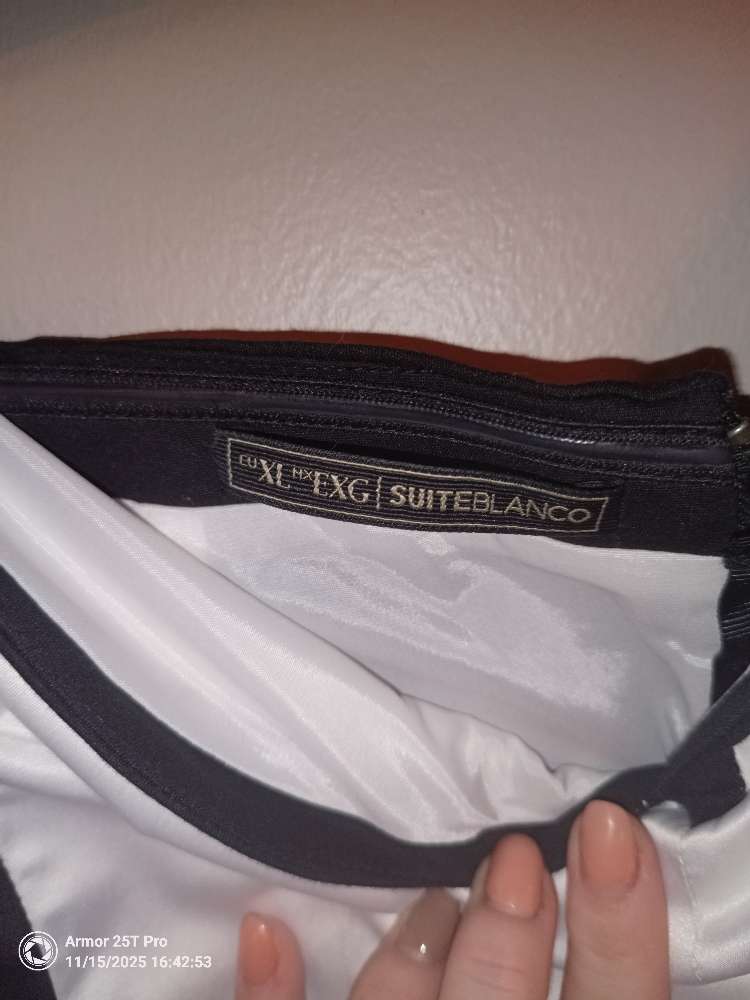 EU XL MX EXG | SUITEBLANCO
Armor 25T Pro
11/15/2025 16:42:53